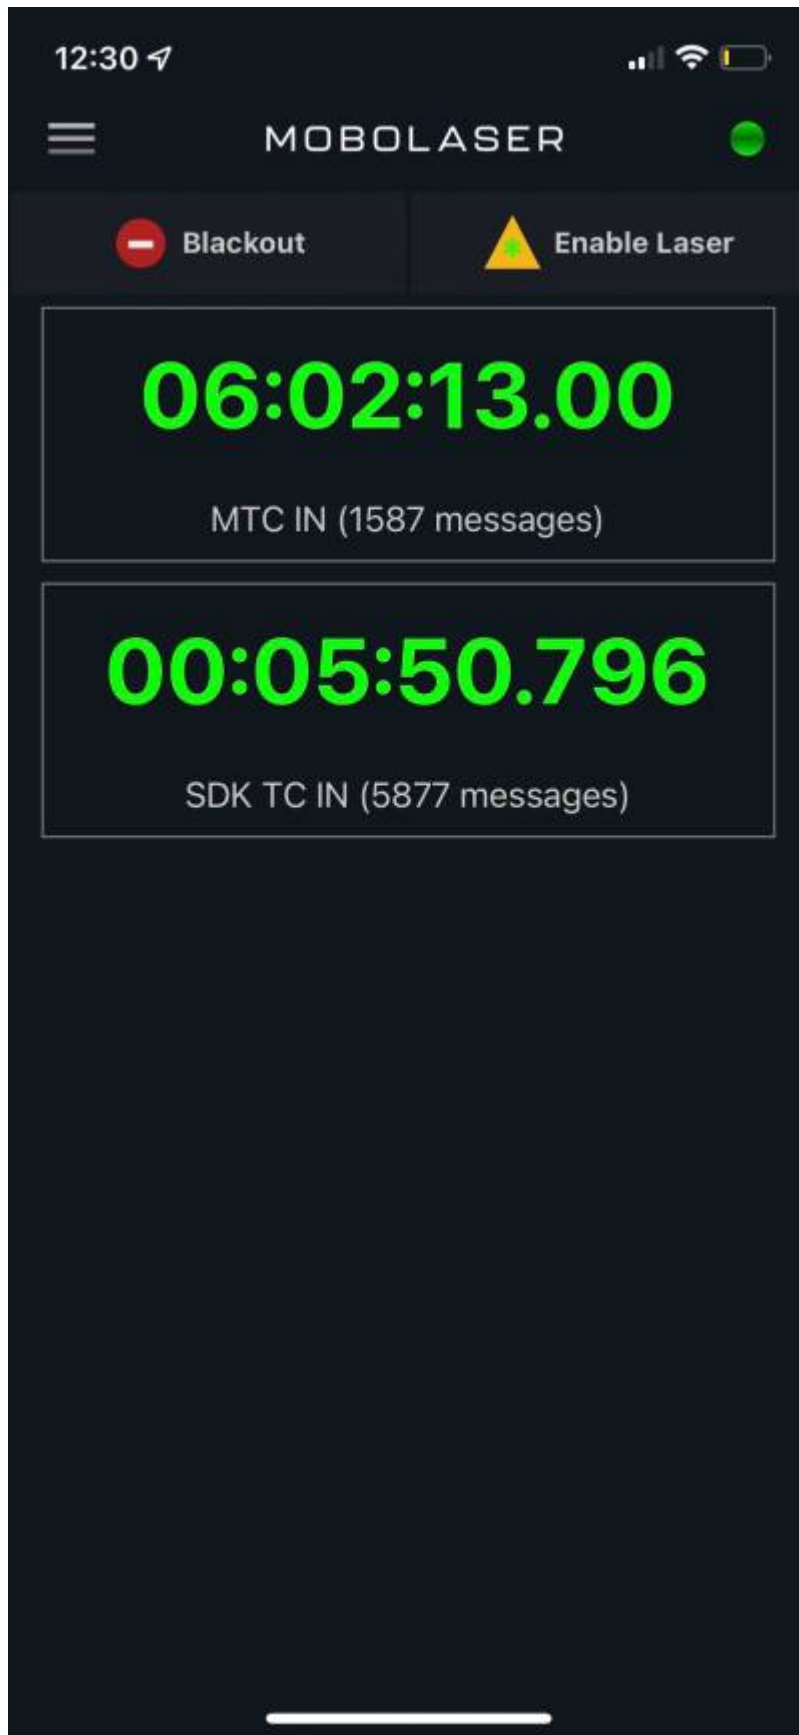 12:30
MOBOLASER
Blackout
Enable Laser
06:02:13.00
MTC IN (1587 messages)
00:05:50.796
SDK TC IN (5877 messages)